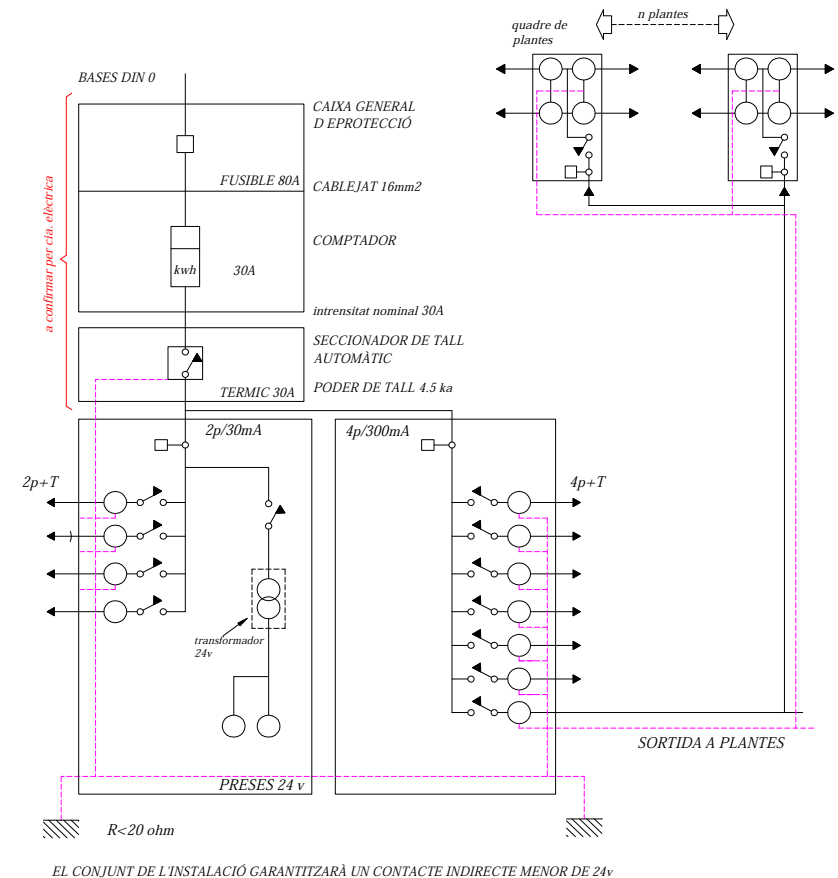 quadre de
plantes
n plantes
BASES DIN 0
CAIXA GENERAL
D EPROTECCIÓ
FUSIBLE 80A
CABLEJAT 16mm2
a confirmar per cia. elèctrica
COMPTADOR
kwh
30A
intrensitat nominal 30A
SECCIONADOR DE TALL
AUTOMÀTIC
TERMIC 30A
PODER DE TALL 4.5 ka
2p/30mA
4p/300mA
2p+T
4p+T
transformador
24v
SORTIDA A PLANTES
PRESES 24 v
R<20 ohm
EL CONJUNT DE L'INSTALACIÓ GARANTITZARÀ UN CONTACTE INDIRECTE MENOR DE 24v